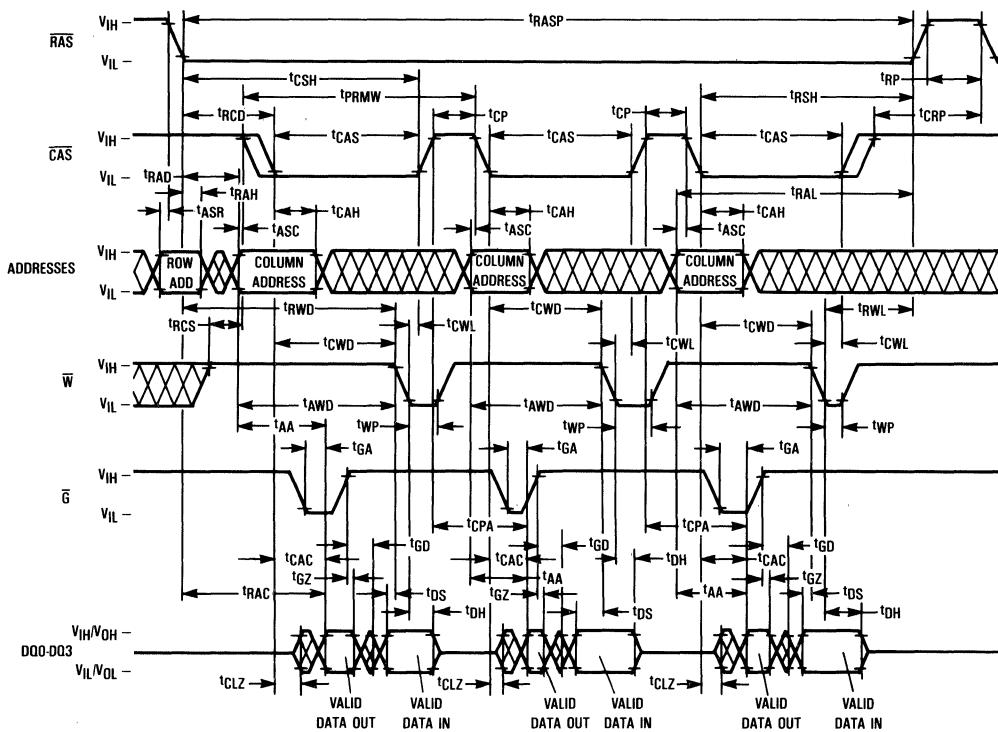 VIH
RAS
VIL
tRASP
tCSH
tRP
tPRMW
tRSH
tRCD
tCP
tCP
tCRP
VIH
tCAS
tCAS
tCAS
CAS
VIL
tRAD
tRAH
tRAL
tASR
tCAH
tCAH
tCAH
tASC
tASC
tASC
VIH
ADDRESSES
VIL
ROW ADD
COLUMN ADDRESS
COLUMN ADDRESS
COLUMN ADDRESS
tRWD
tCWD
tRWL
tRCS
tCWL
tCWD
tCWD
tCWL
tCWL
VIH
W
VIL
tAWD
tAWD
tAWD
tAA
tWP
tWP
tWP
tGA
tGA
tGA
VIH
G
VIL
tCPA
tCPA
tGD
tGD
tGD
tCAC
tCAC
tDH
tCAC
tGZ
tAA
tGZ
tRAC
tDS
tGZ
tDS
tAA
tDS
tDH
tDH
VIH/VOH
DQ0-DQ3
VIL/VOL
tCLZ
tCLZ
tCLZ
VALID DATA OUT
VALID DATA IN
VALID DATA OUT
VALID DATA IN
VALID DATA OUT
VALID DATA IN